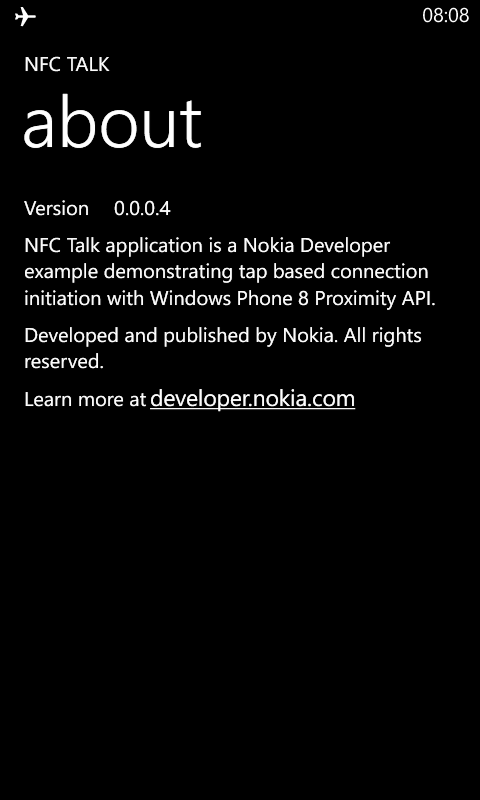 08:08
NFC TALK
about
Version 0.0.0.4
NFC Talk application is a Nokia Developer
example demonstrating tap based connection
initiation with Windows Phone 8 Proximity API.
Developed and published by Nokia. All rights
reserved.
Learn more at developer.nokia.com